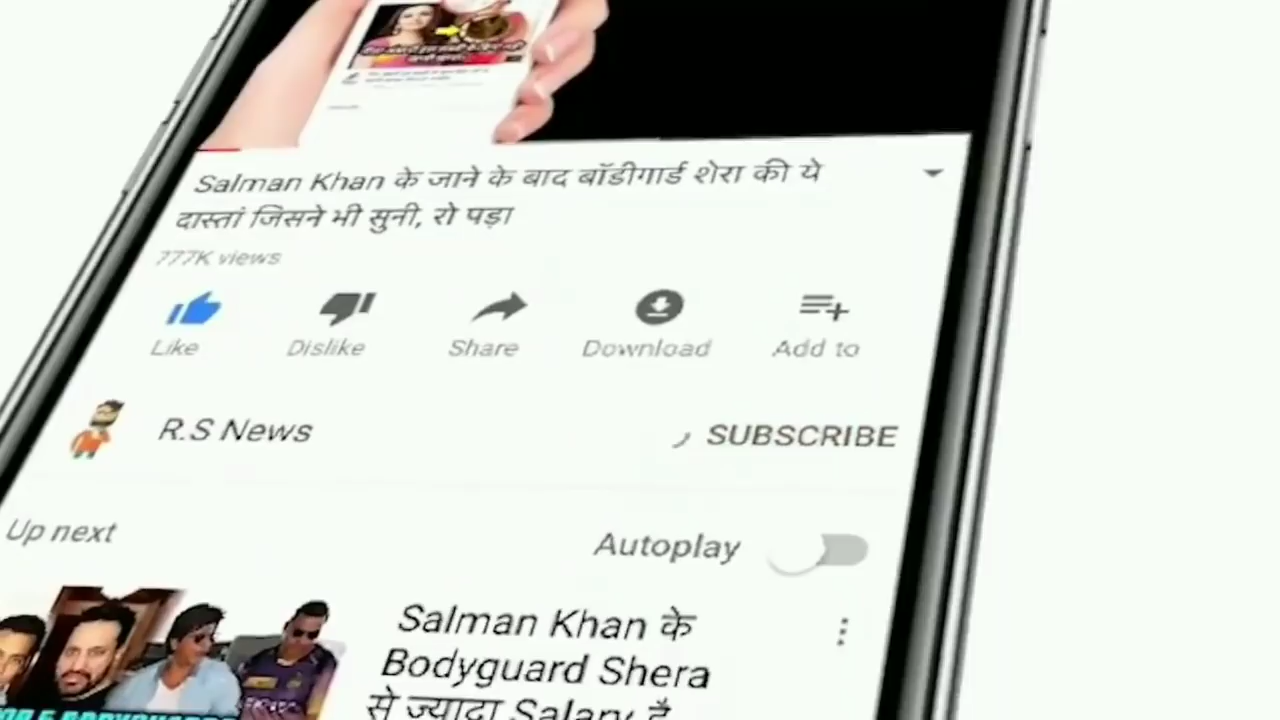 Salman Khan के जाने के बाद बॉडीगार्ड शेरा की ये
दास्तां जिसने भी सुनी, रो पड़ा
777K views
Like Dislike Share Download Add to
R.S News SUBSCRIBE
Up next Autoplay
Salman Khan के
Bodyguard Shera
से ज्यादा Salary है